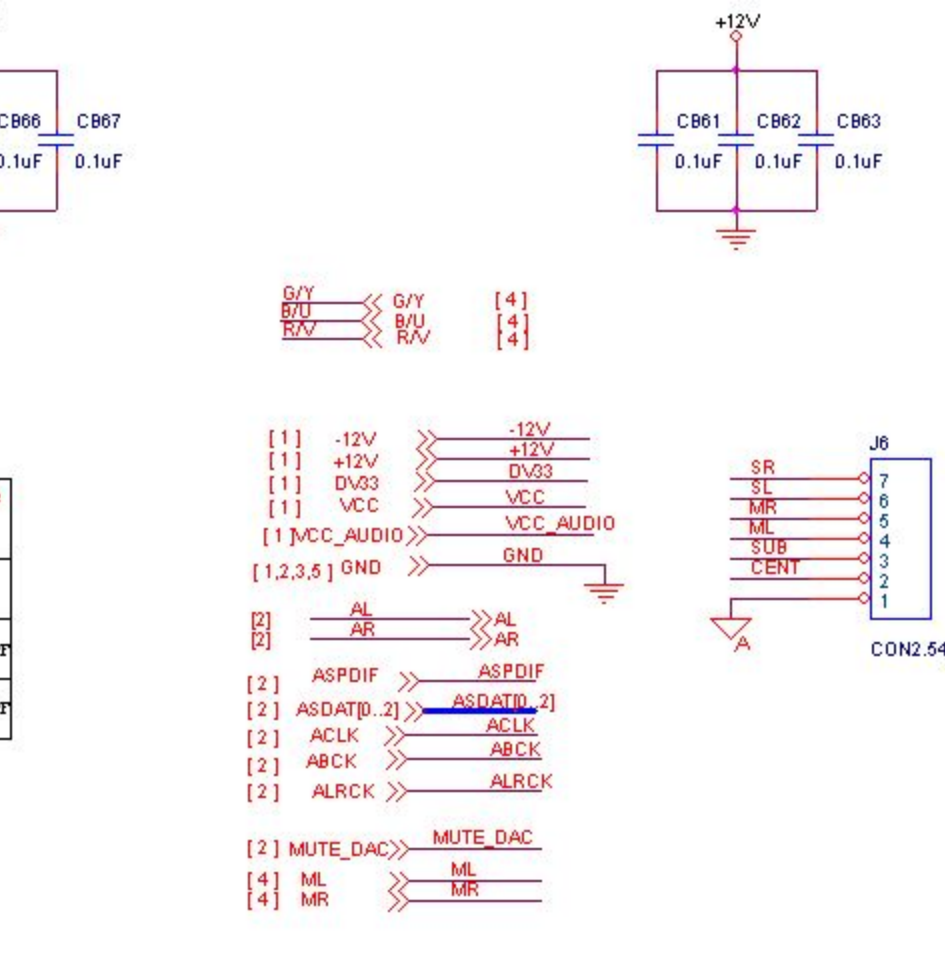 +12V
CB66 CB67 CB61 CB62 CB63
0.1uF 0.1uF 0.1uF 0.1uF 0.1uF
G/Y G/Y [4]
B/U B/U [4]
R/V R/V [4]
[1] -12V -12V
[1] +12V +12V
[1] DV33 DV33
[1] VCC VCC
[1] VCC_AUDIO VCC_AUDIO
[1,2,3,5] GND GND
J6
SR 7
SL 6
MR 5
ML 4
SUB 3
CENT 2
1
A
CON2.54
[2] AL AL
[2] AR AR
[2] ASPDIF ASPDIF
[2] ASDAT[0..2] ASDAT[0..2]
[2] ACLK ACLK
[2] ABCK ABCK
[2] ALRCK ALRCK
[2] MUTE_DAC MUTE_DAC
[4] ML ML
[4] MR MR